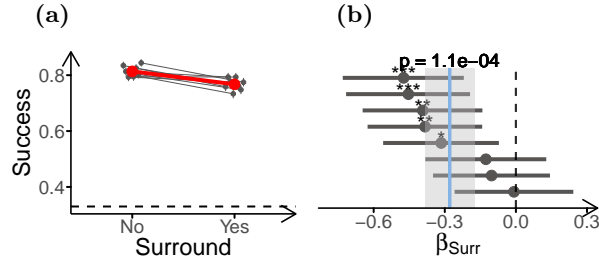 (a)
(b)
p = 1.1e−04
0.8
0.6
0.4
Success
No Yes
Surround
***
***
**
**
*
−0.6 −0.3 0.0 0.3
βSurr